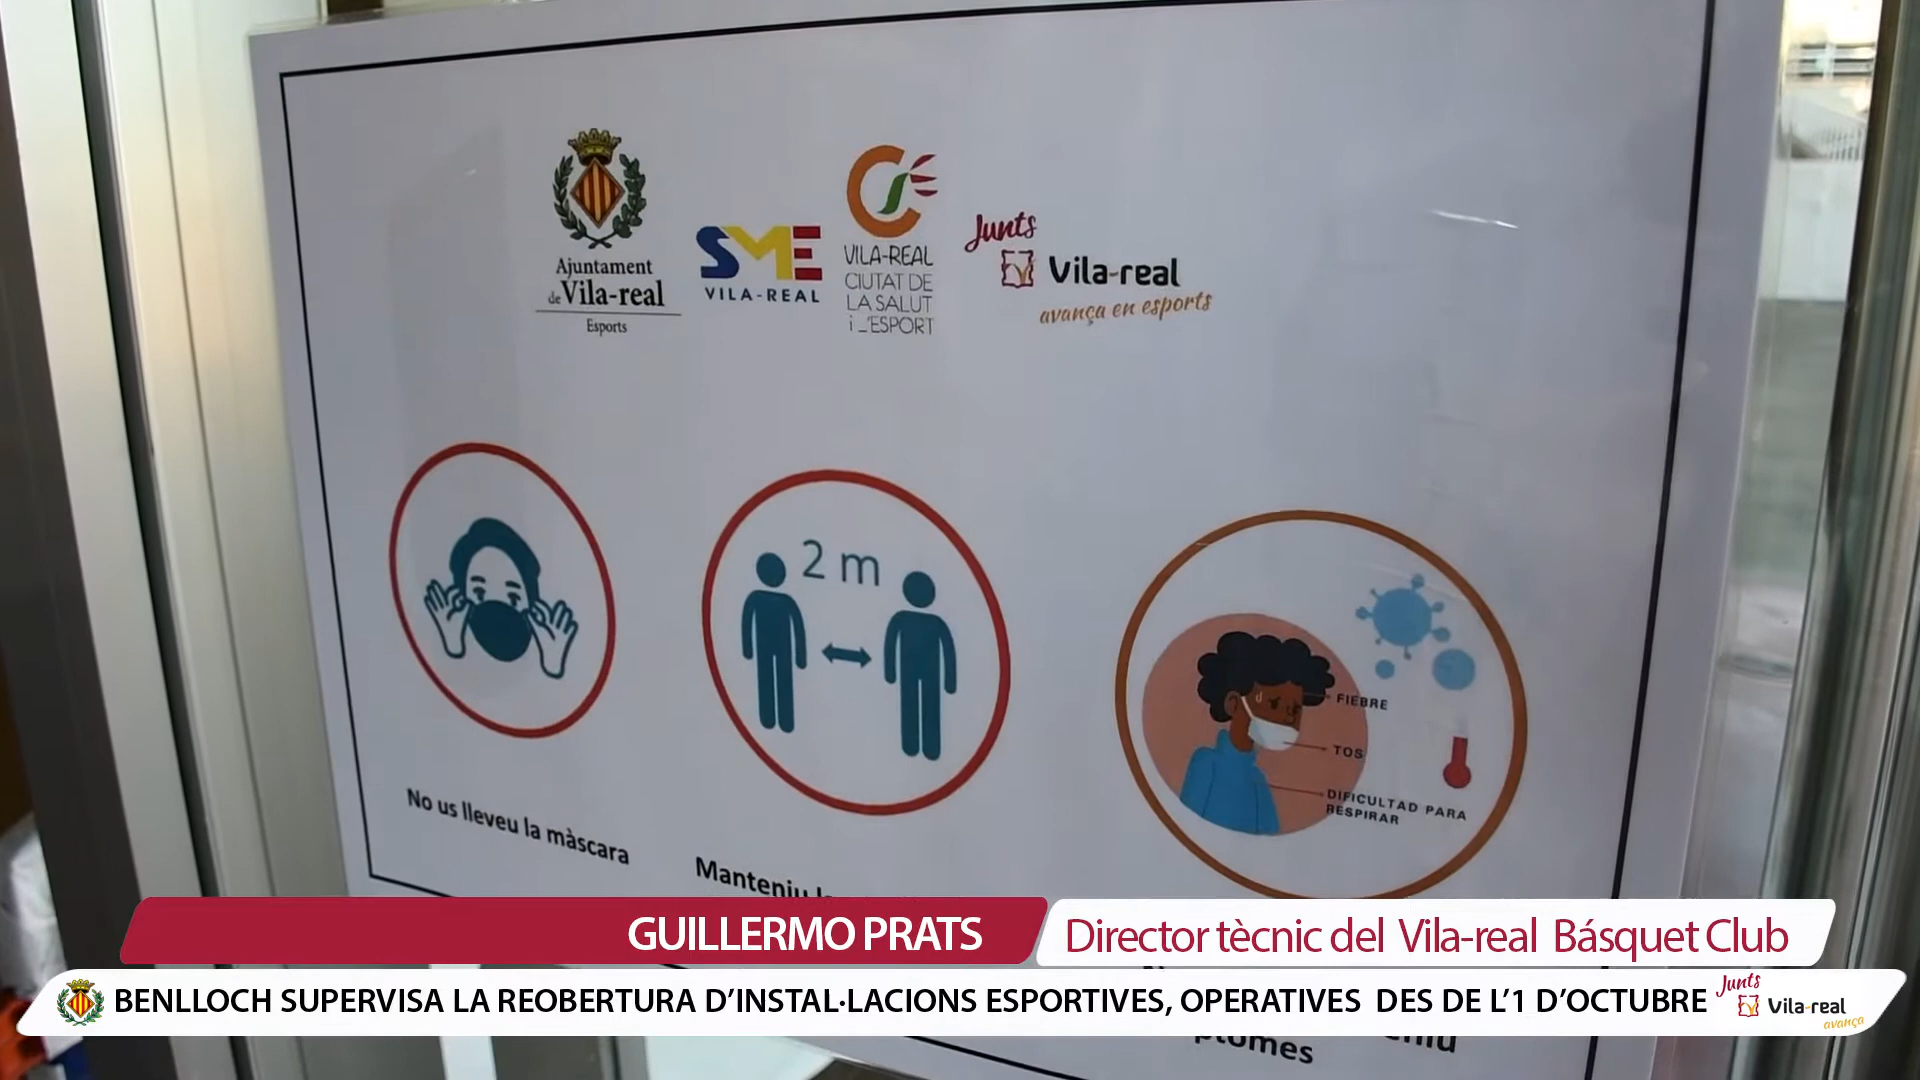 Ajuntament
de Vila-real
Esports
SME
VILA-REAL
VILA-REAL
CIUTAT DE
LA SALUT
i L'ESPORT
Junts
Vila-real
avança en esports
2 m
FIEBRE
TOS
DIFICULTAD PARA
RESPIRAR
No us lleveu la màscara
Manteniu
GUILLERMO PRATS
Director tècnic del Vila-real Básquet Club
BENLLOCH SUPERVISA LA REOBERTURA D'INSTAL·LACIONS ESPORTIVES, OPERATIVES DES DE L'1 D'OCTUBRE
Junts
Vila-real
avança